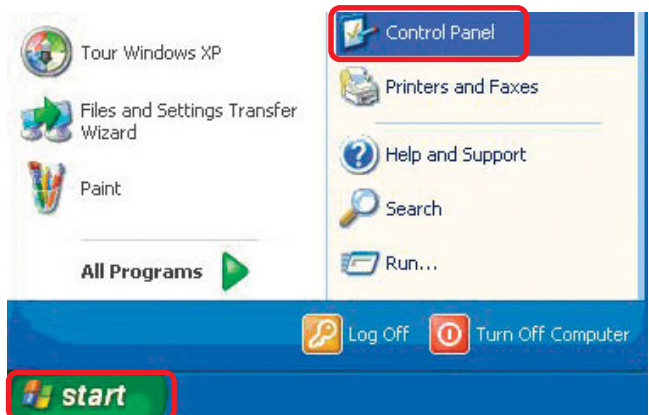 Tour Windows XP
Files and Settings Transfer
Wizard
Paint
All Programs
Control Panel
Printers and Faxes
Help and Support
Search
Run...
Log Off
Turn Off Computer
start